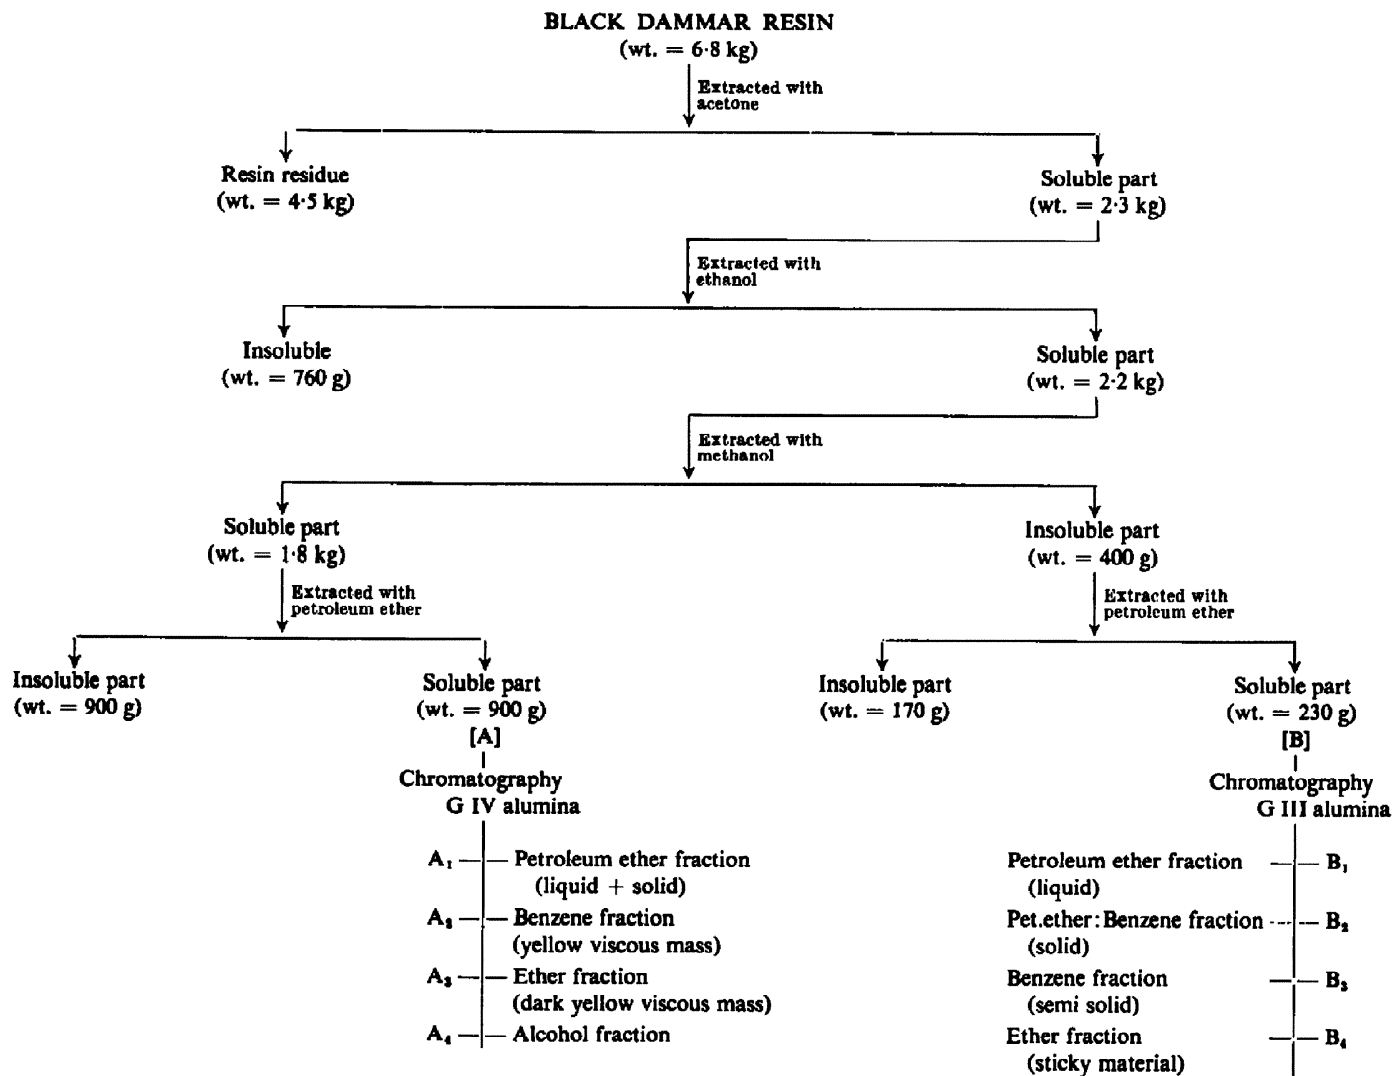 BLACK DAMMAR RESIN
(wt. = 6·8 kg)
Extracted with
acetone
Resin residue
(wt. = 4·5 kg)
Soluble part
(wt. = 2·3 kg)
Extracted with
ethanol
Insoluble
(wt. = 760 g)
Soluble part
(wt. = 2·2 kg)
Extracted with
methanol
Soluble part
(wt. = 1·8 kg)
Insoluble part
(wt. = 400 g)
Extracted with
petroleum ether
Extracted with
petroleum ether
Insoluble part
(wt. = 900 g)
Soluble part
(wt. = 900 g)
[A]
Insoluble part
(wt. = 170 g)
Soluble part
(wt. = 230 g)
[B]
Chromatography
G IV alumina
Chromatography
G III alumina
A₁ Petroleum ether fraction
(liquid + solid)
A₂ Benzene fraction
(yellow viscous mass)
A₃ Ether fraction
(dark yellow viscous mass)
A₄ Alcohol fraction
Petroleum ether fraction B₁
(liquid)
Pet.ether:Benzene fraction B₂
(solid)
Benzene fraction B₃
(semi solid)
Ether fraction B₄
(sticky material)